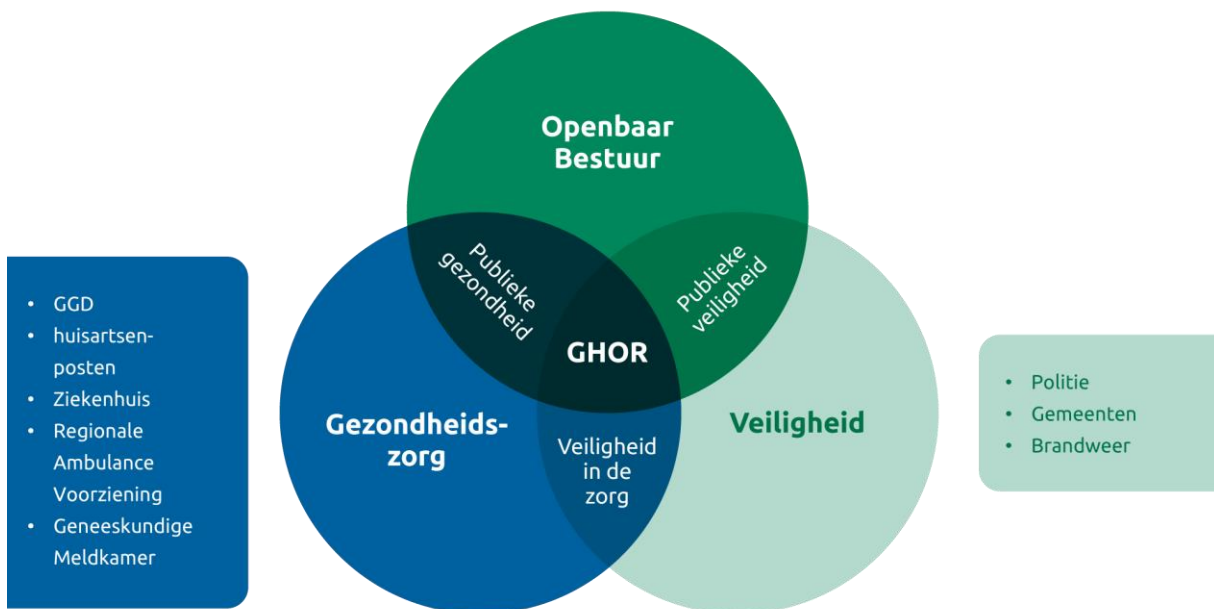 Openbaar
Bestuur
Publieke
gezondheid
Publieke
veiligheid
GHOR
Gezondheids-
zorg
Veiligheid
in de
zorg
Veiligheid
• GGD
• huisartsen-
posten
• Ziekenhuis
• Regionale
Ambulance
Voorziening
• Geneeskundige
Meldkamer
• Politie
• Gemeenten
• Brandweer